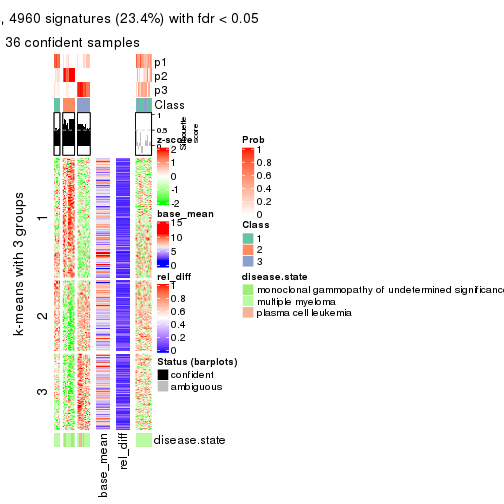 , 4960 signatures (23.4%) with fdr < 0.05
36 confident samples
p1
p2
p3
Class
1
0.5
0
Silhouette
score
k-means with 3 groups
1
2
3
z-score
2
1
0
-1
-2
base_mean
15
10
5
0
rel_diff
1
0.8
0.6
0.4
0.2
0
Status (barplots)
confident
ambiguous
Prob
1
0.8
0.6
0.4
0.2
0
Class
1
2
3
disease.state
monoclonal gammopathy of undetermined significance
multiple myeloma
plasma cell leukemia
disease.state
base_mean
rel_diff